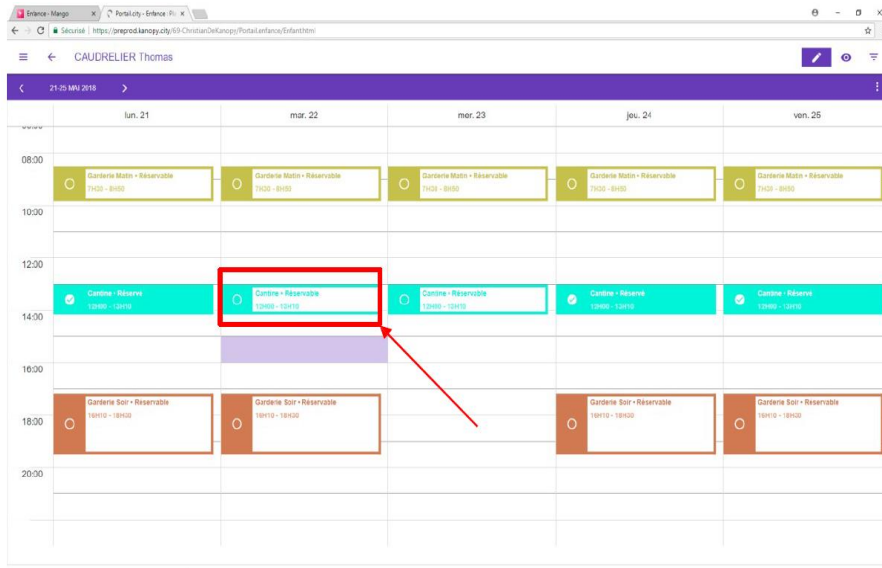 Enfance - Mango
Portail.city - Enfance : Pla
Sécurisé | https://preprod.kanopy.city/69-ChristianDeKanopy/Portail.enfance/Enfant.html
CAUDRELIER Thomas
21-25 MAI 2018
lun. 21 mar. 22 mer. 23 jeu. 24 ven. 25
08:00
Garderie Matin • Réservable Garderie Matin • Réservable Garderie Matin • Réservable Garderie Matin • Réservable Garderie Matin • Réservable
7H30 - 8H50 7H30 - 8H50 7H30 - 8H50 7H30 - 8H50 7H30 - 8H50
10:00
12:00
Cantine • Réservé Cantine • Réservable Cantine • Réservable Cantine • Réservé Cantine • Réservé
12H00 - 13H10 12H00 - 13H10 12H00 - 13H10 12H00 - 13H10 12H00 - 13H10
14:00
16:00
Garderie Soir • Réservable Garderie Soir • Réservable Garderie Soir • Réservable Garderie Soir • Réservable
16H10 - 18H30 16H10 - 18H30 16H10 - 18H30 16H10 - 18H30
18:00
20:00